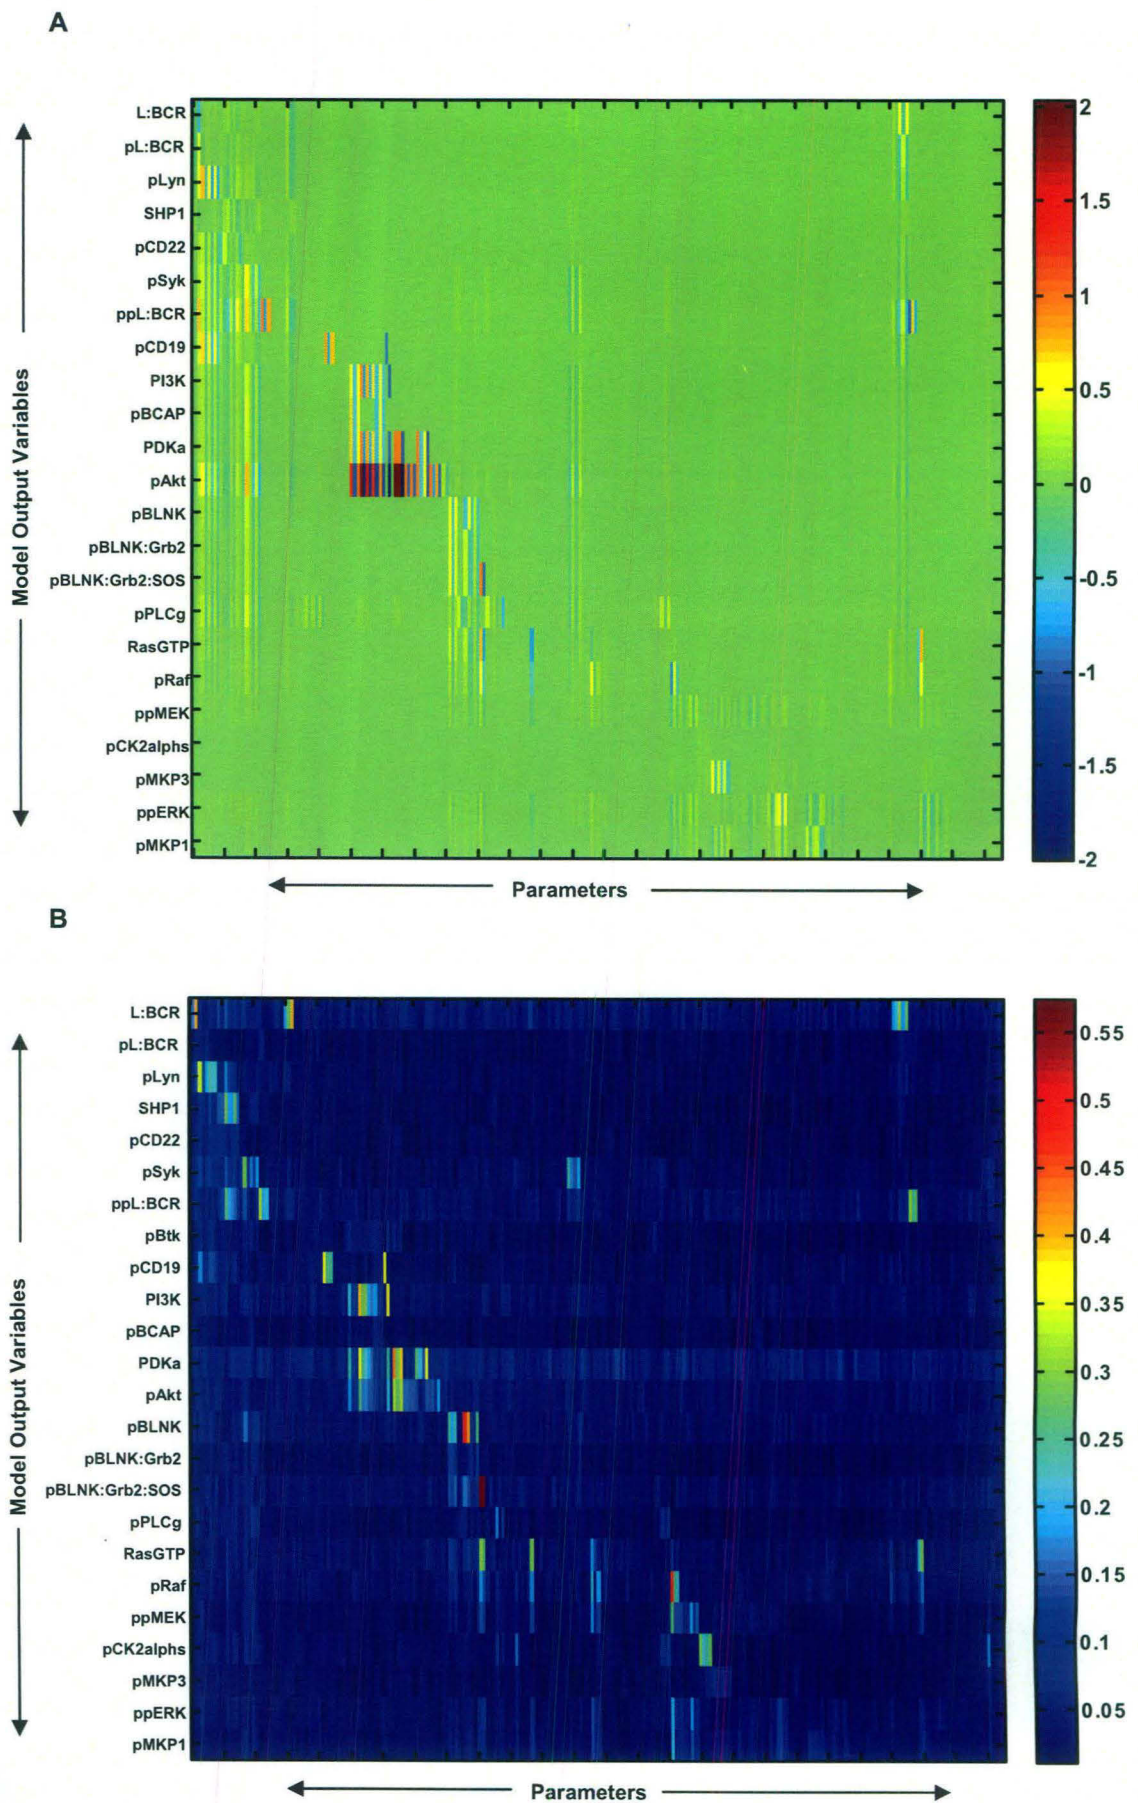 A
L:BCR
pL:BCR
pLyn
SHP1
pCD22
pSyk
ppL:BCR
pCD19
PI3K
pBCAP
PDKa
pAkt
pBLNK
pBLNK:Grb2
pBLNK:Grb2:SOS
pPLCg
RasGTP
pRaf
ppMEK
pCK2alphs
pMKP3
ppERK
pMKP1
Model Output Variables
Parameters
2
1.5
1
0.5
0
-0.5
-1
-1.5
-2
B
L:BCR
pL:BCR
pLyn
SHP1
pCD22
pSyk
ppL:BCR
pBtk
pCD19
PI3K
pBCAP
PDKa
pAkt
pBLNK
pBLNK:Grb2
pBLNK:Grb2:SOS
pPLCg
RasGTP
pRaf
ppMEK
pCK2alphs
pMKP3
ppERK
pMKP1
Model Output Variables
Parameters
0.55
0.5
0.45
0.4
0.35
0.3
0.25
0.2
0.15
0.1
0.05